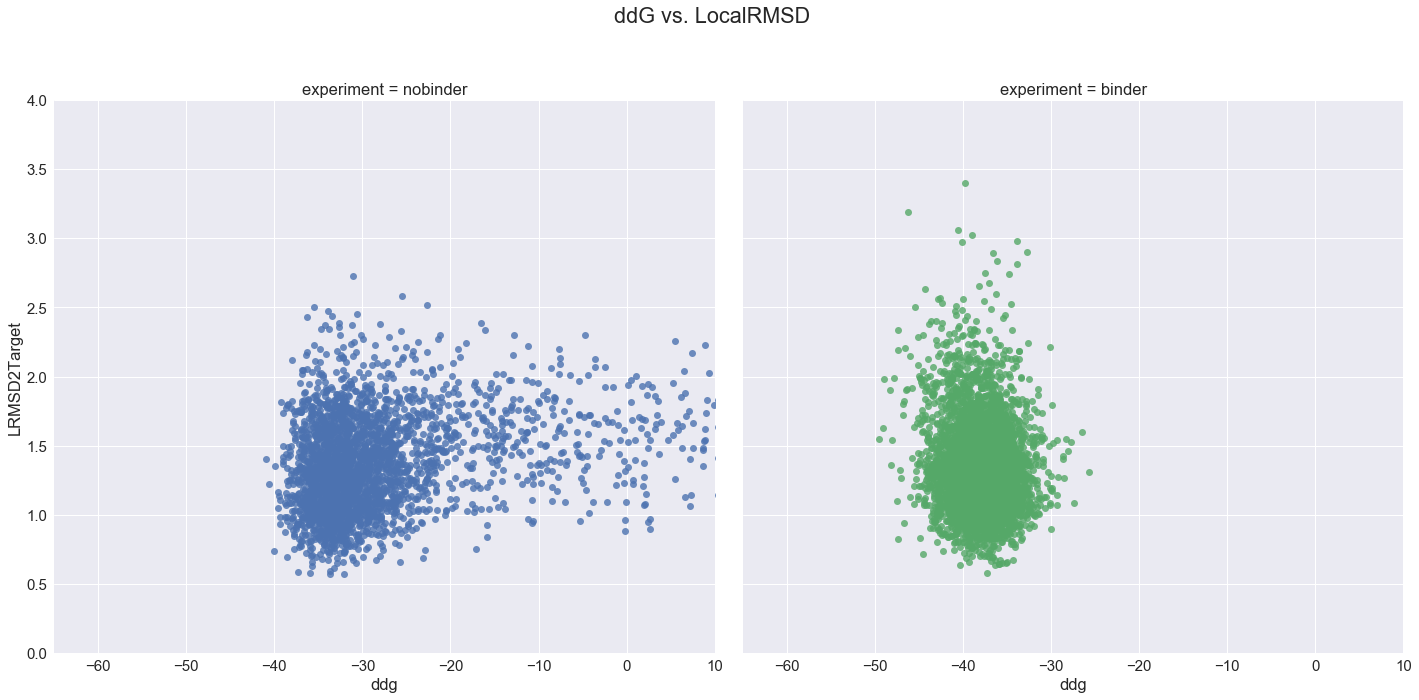 ddG vs. LocalRMSD
experiment = nobinder
experiment = binder
4.0
3.5
3.0
2.5
2.0
1.5
1.0
0.5
0.0
LRMSD2Target
−60 −50 −40 −30 −20 −10 0 10
−60 −50 −40 −30 −20 −10 0 10
ddg
ddg